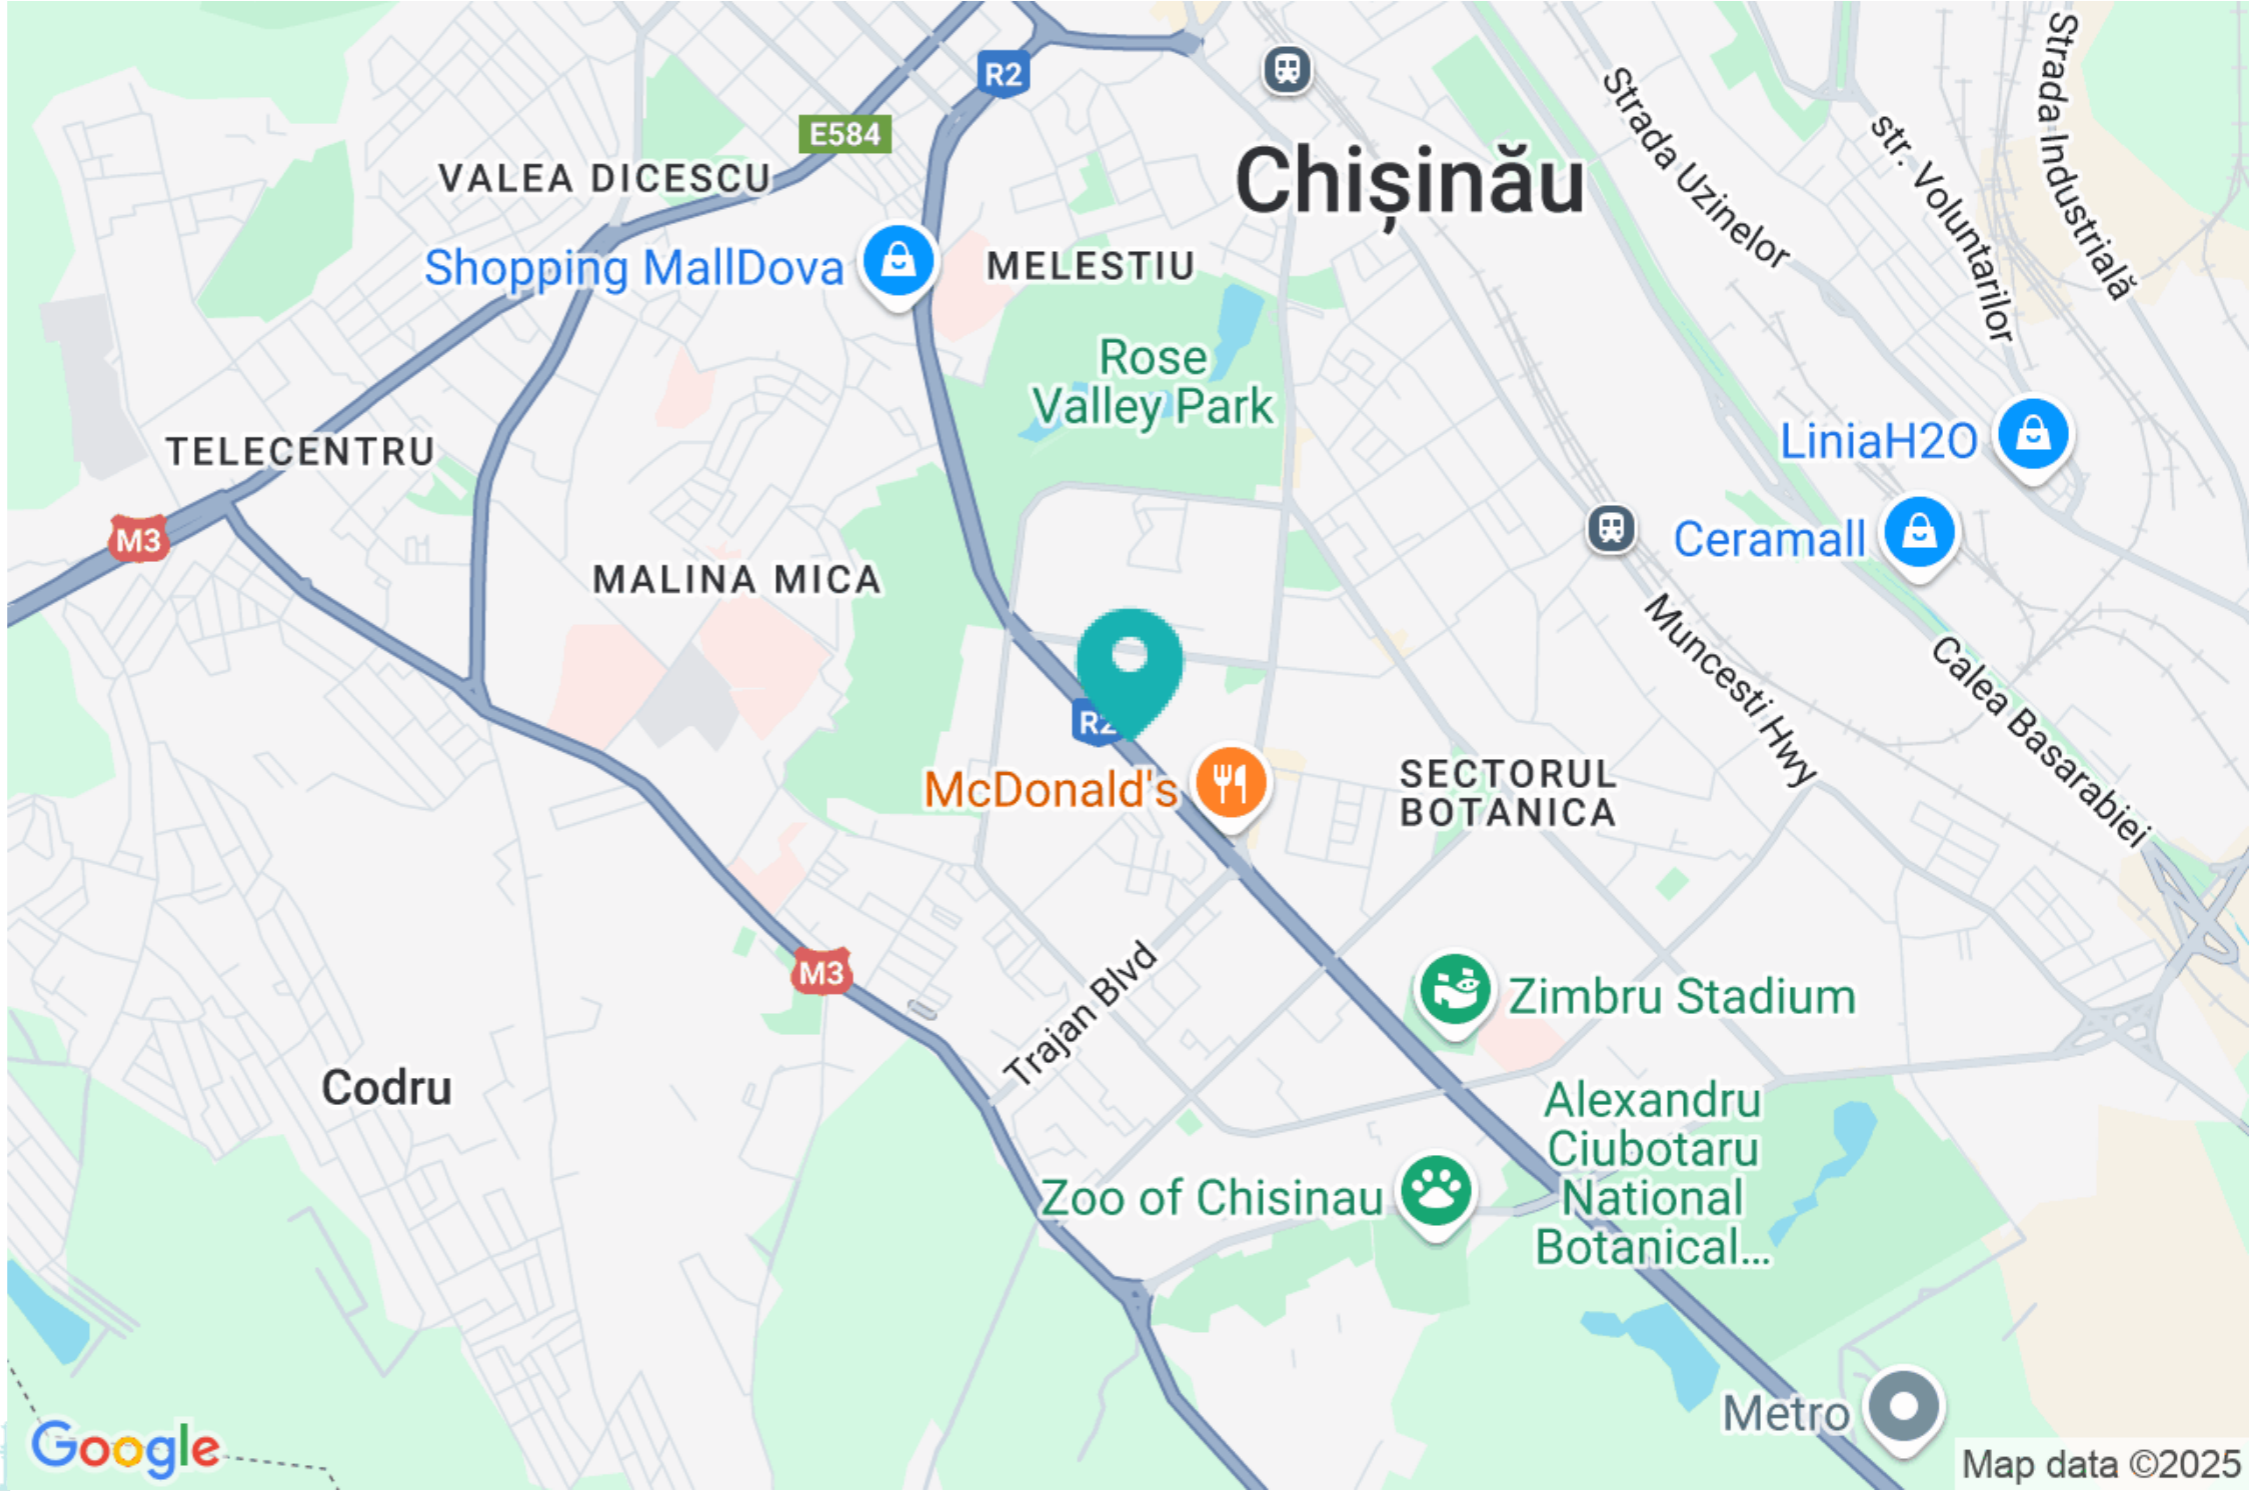 R2
E584
Chișinău
Strada Uzinelor
str. Voluntarilor
Strada Industrială
VALEA DICESCU
Shopping MallDova
MELESTIU
Rose
Valley Park
TELECENTRU
LiniaH2O
M3
Ceramall
MALINA MICA
Muncesti Hwy
Calea Basarabiei
R2
McDonald's
SECTORUL
BOTANICA
M3
Trajan Blvd
Zimbru Stadium
Codru
Alexandru
Ciubotaru
National
Botanical...
Zoo of Chisinau
Metro
Google
Map data ©2025